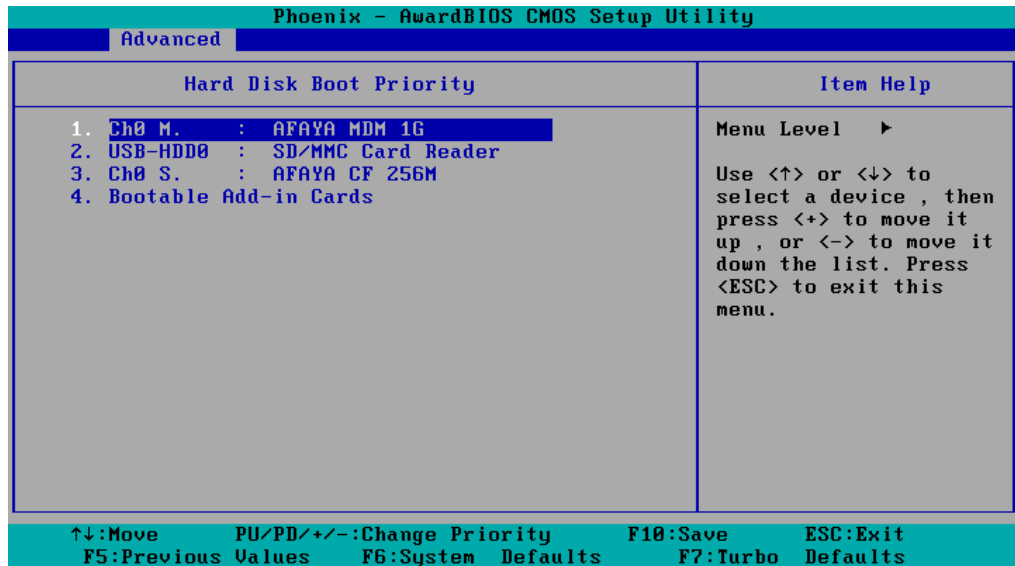 Phoenix - AwardBIOS CMOS Setup Utility
Advanced
Hard Disk Boot Priority
1. Ch0 M. : AFAYA MDM 1G
2. USB-HDD0 : SD/MMC Card Reader
3. Ch0 S. : AFAYA CF 256M
4. Bootable Add-in Cards
Item Help
Menu Level ▶
Use <↑> or <↓> to
select a device , then
press <+> to move it
up , or <-> to move it
down the list. Press
<ESC> to exit this
menu.
↑↓:Move PU/PD/+/-:Change Priority F10:Save ESC:Exit
F5:Previous Values F6:System Defaults F7:Turbo Defaults